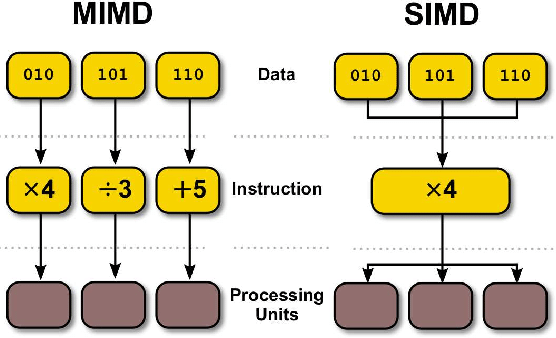 MIMD SIMD
010 101 110 Data 010 101 110
×4 ÷3 +5 Instruction ×4
Processing
Units